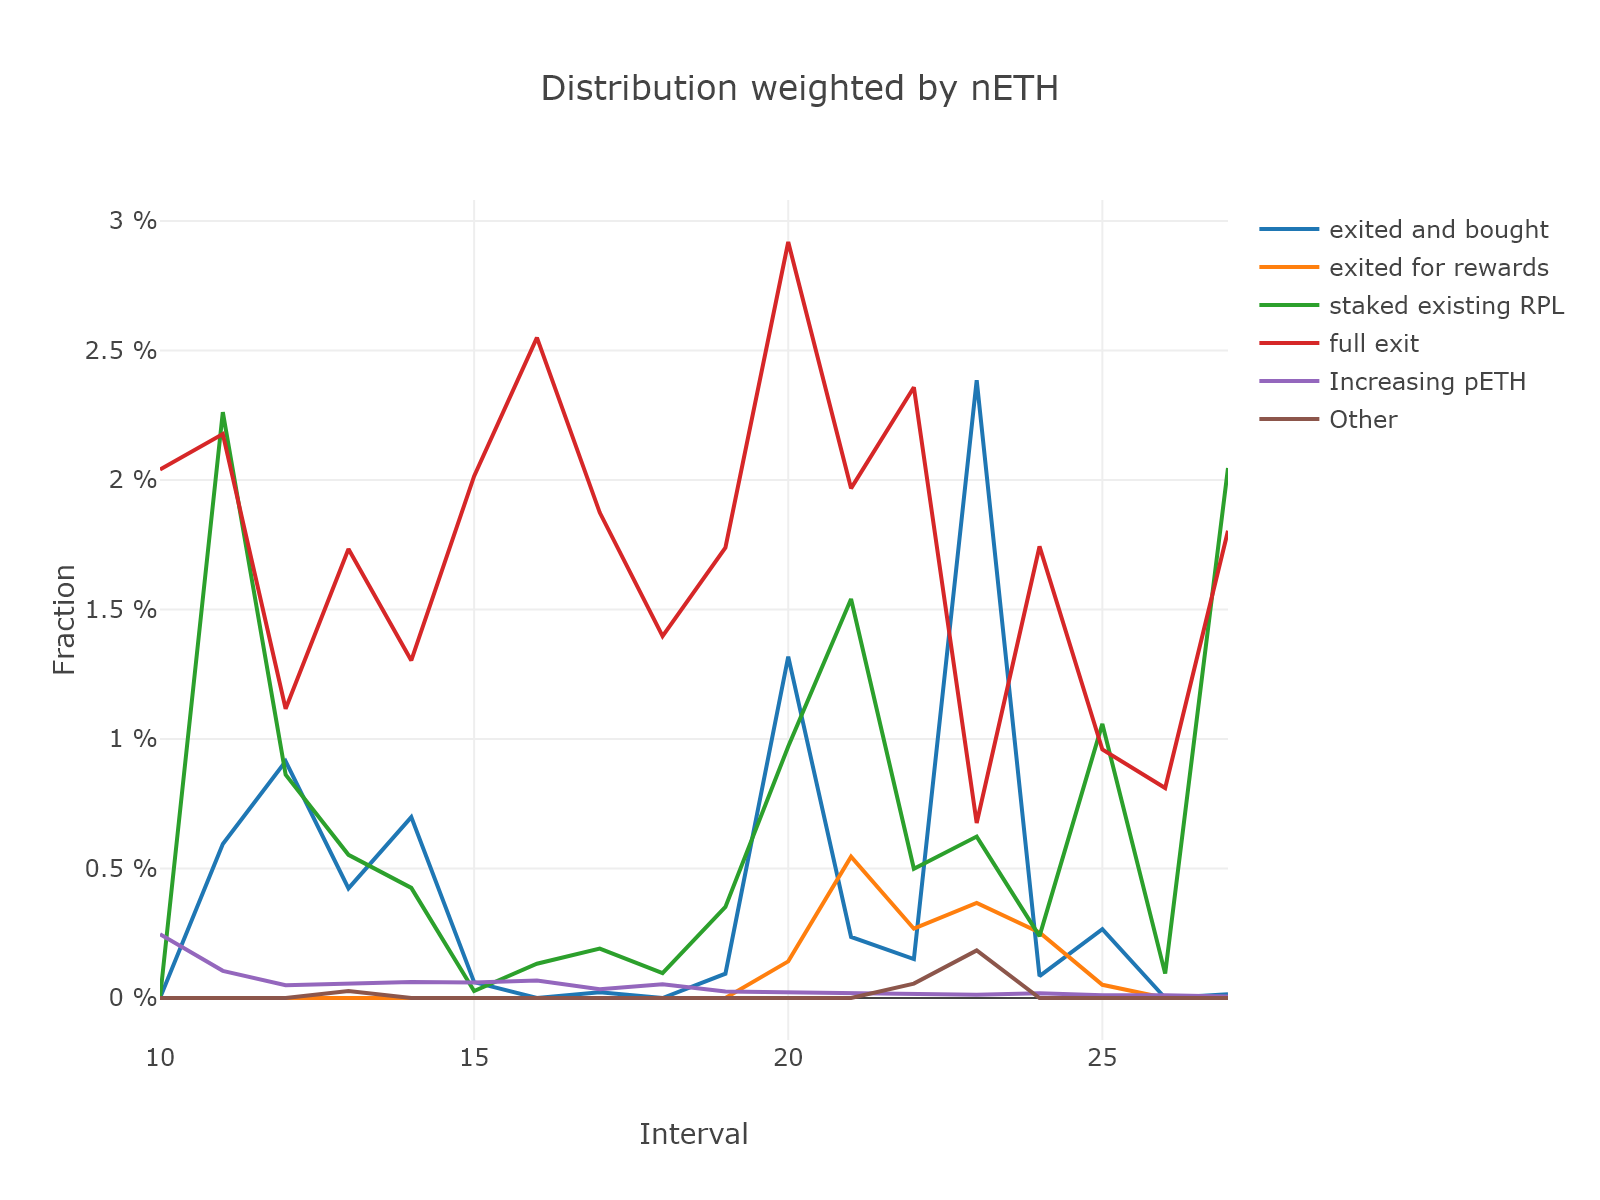 Distribution weighted by nETH
3 %
2.5 %
2 %
1.5 %
1 %
0.5 %
0 %
Fraction
10
15
20
25
Interval
exited and bought
exited for rewards
staked existing RPL
full exit
Increasing pETH
Other